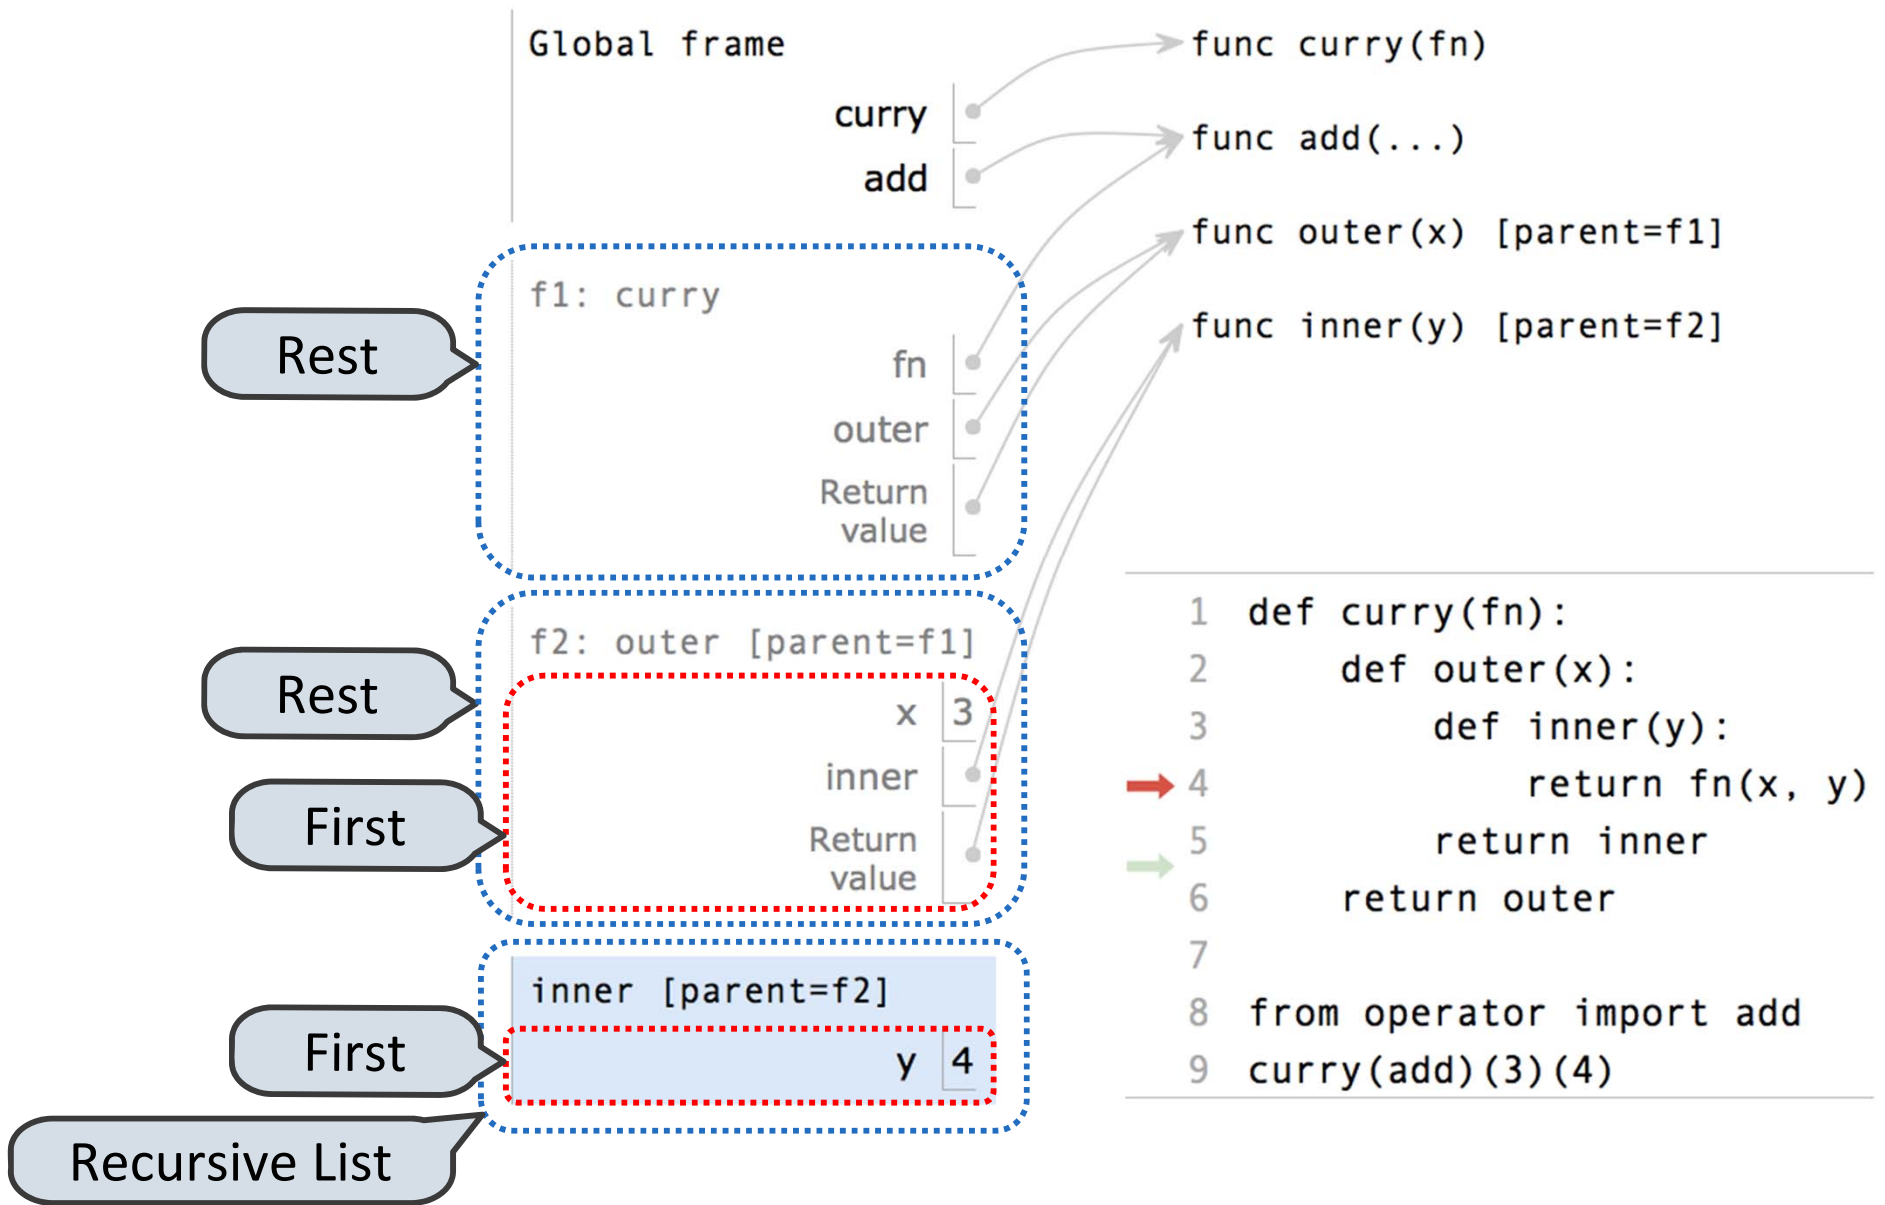 Global frame
curry
add
func curry(fn)
func add(...)
func outer(x) [parent=f1]
func inner(y) [parent=f2]
Rest
f1: curry
fn
outer
Return
value
Rest
f2: outer [parent=f1]
x 3
First
inner
Return
value
inner [parent=f2]
First
y 4
Recursive List
1 def curry(fn):
2     def outer(x):
3         def inner(y):
4             return fn(x, y)
5         return inner
6     return outer
7
8 from operator import add
9 curry(add)(3)(4)